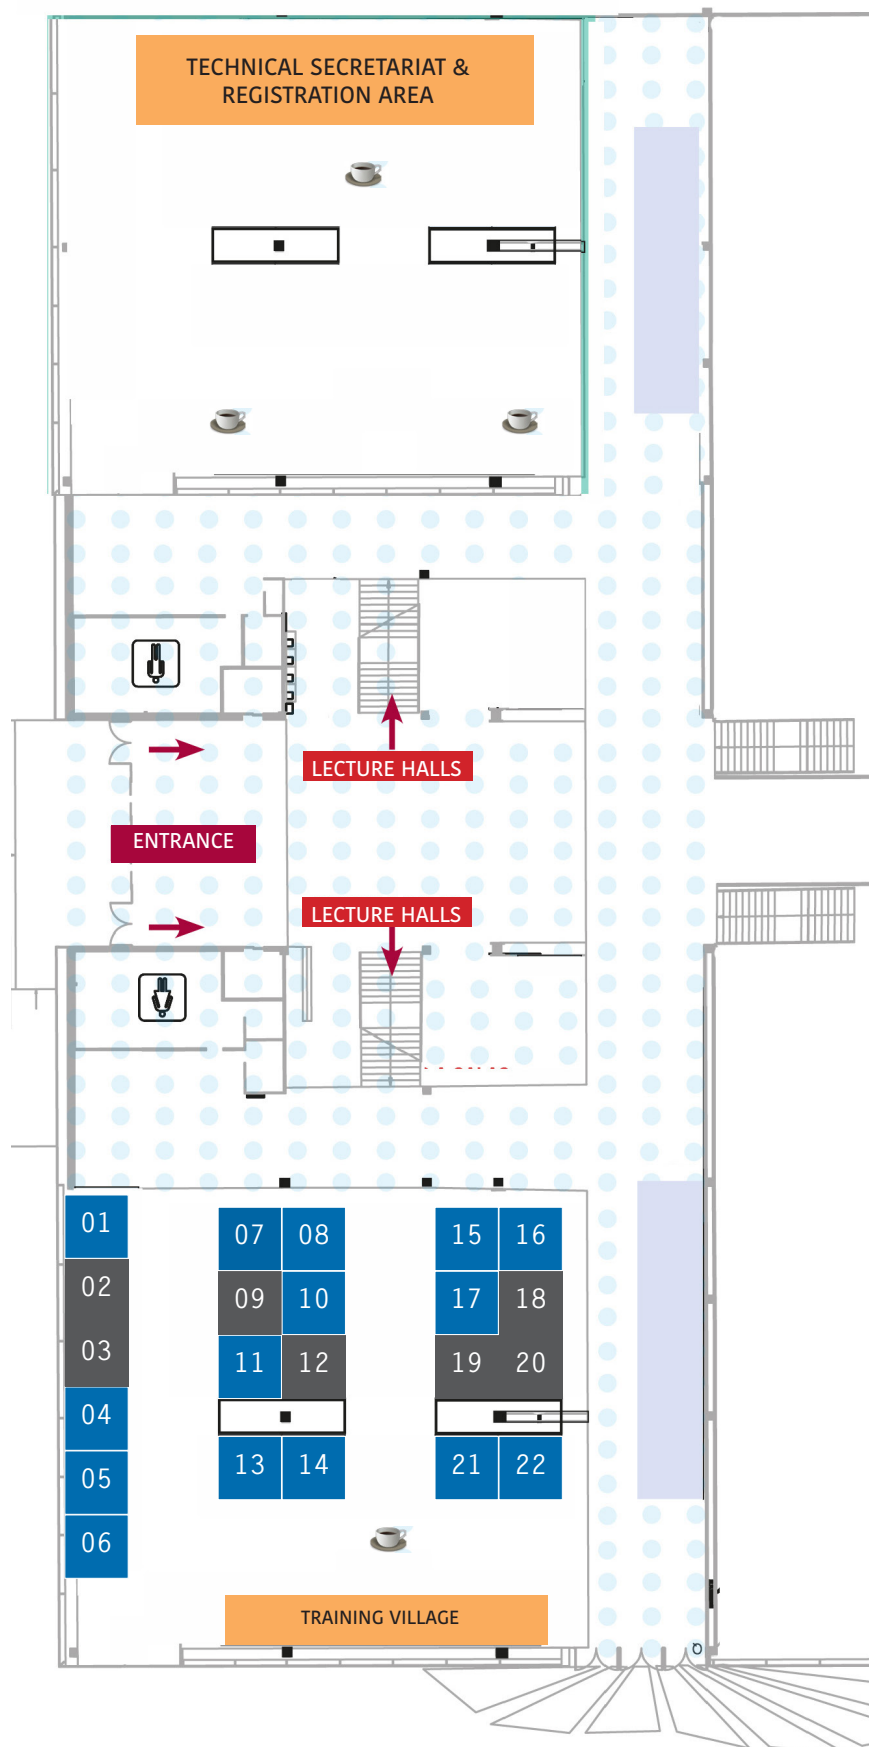 TECHNICAL SECRETARIAT &
REGISTRATION AREA
LECTURE HALLS
ENTRANCE
LECTURE HALLS
01
02
03
04
05
06
07 08
09 10
11 12
13 14
15 16
17 18
19 20
21 22
TRAINING VILLAGE